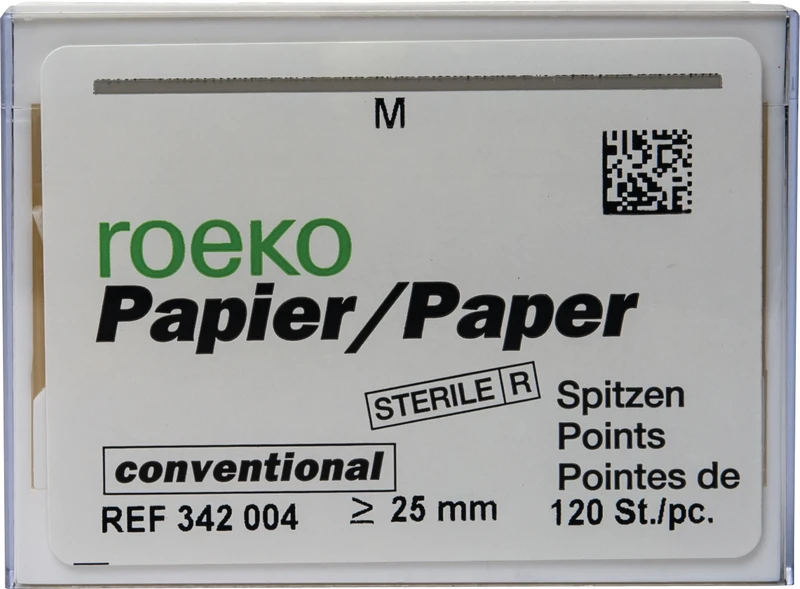 M
roeko
Papier/Paper
STERILE R
Spitzen
Points
Pointes de
conventional
REF 342 004
≥ 25 mm
120 St./pc.